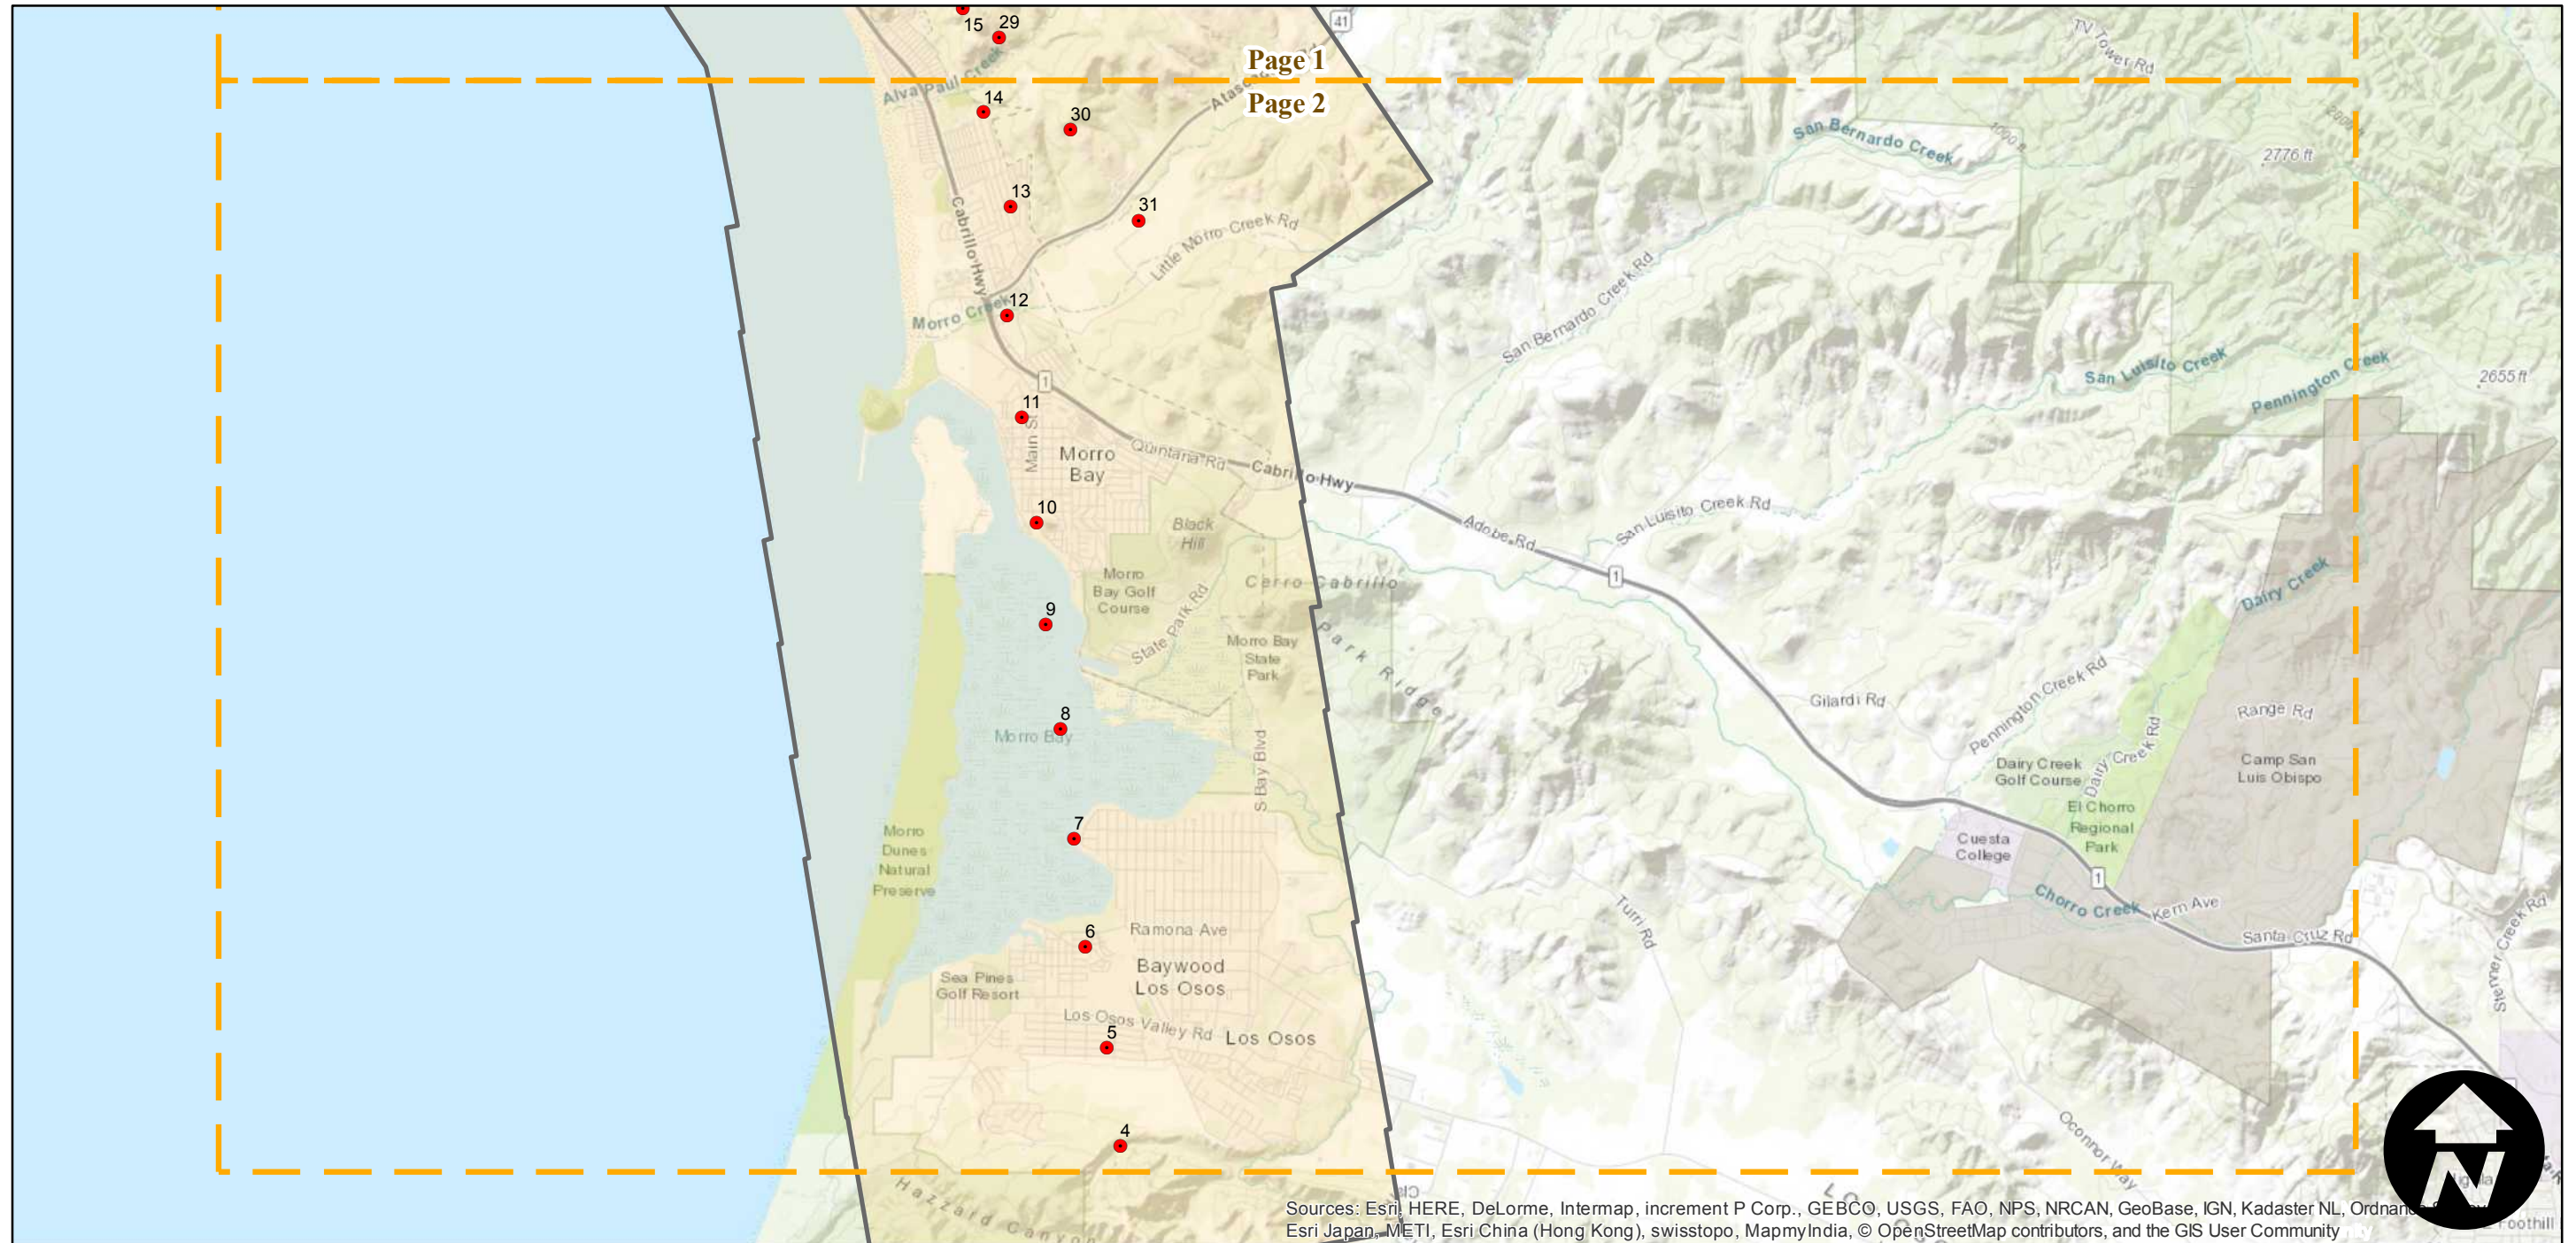 15
29
41
TV Tower Rd
Page 1
Alva Paul Creek
Page 2
14
30
San Bernardo Creek
1000 ft
2776 ft
13
31
Cabrillo Hwy
Little Morro Creek Rd
12
Morro Creek
San Bernardo Creek Rd
San Luisito Creek
Pennington Creek
2655 ft
1
11
Main St
Morro
Bay
Quintana Rd
Cabrillo Hwy
10
Black
Hill
Adobe Rd
San Luisito Creek Rd
1
Morro
Bay Golf
Course
Cerro Cabrillo
Dairy Creek
9
State Park Rd
Morro Bay
State
Park
Park Ridge
Gilardi Rd
Pennington Creek Rd
Range Rd
8
Morro Bay
S Bay Blvd
Dairy Creek
Golf Course
Dairy Creek Rd
Camp San
Luis Obispo
El Chorro
Regional
Park
7
Morro
Dunes
Natural
Preserve
Cuesta
College
1
Chorro Creek
Kern Ave
Turri Rd
Santa Cruz Rd
Stenner Creek Rd
6
Ramona Ave
Baywood
Los Osos
Sea Pines
Golf Resort
Los Osos Valley Rd
5
Los Osos
4
Oconnor Way
N
Hazzard Canyon
Sources: Esri, HERE, DeLorme, Intermap, increment P Corp., GEBCO, USGS, FAO, NPS, NRCAN, GeoBase, IGN, Kadaster NL,
Esri Japan, METI, Esri China (Hong Kong), swisstopo, MapmyIndia, © OpenStreetMap contributors, and the GIS User Community
Foothill